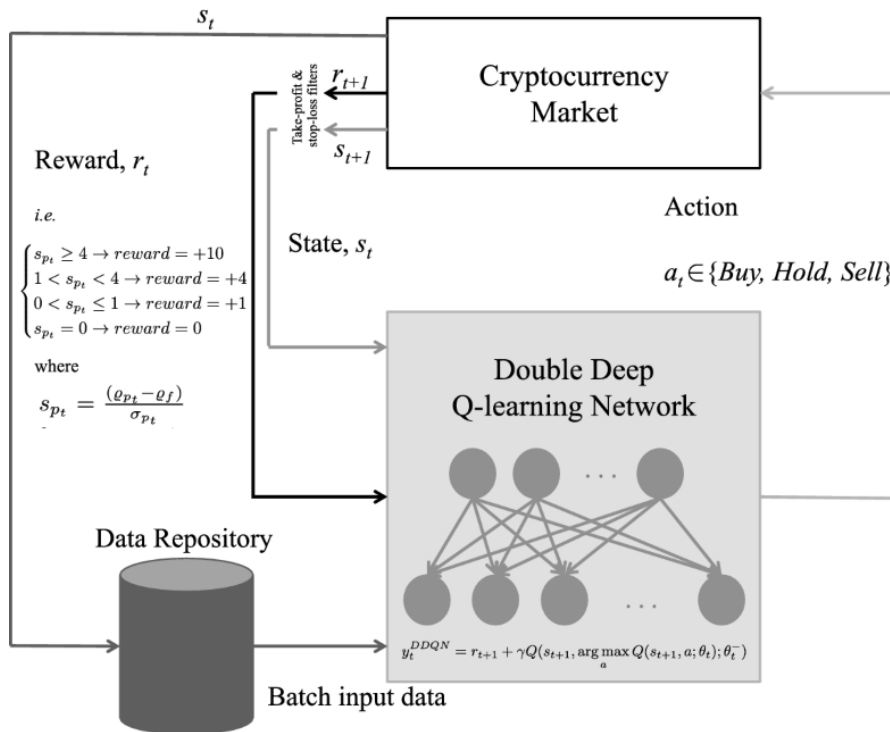 s_t
Cryptocurrency
Market
Take-profit &
stop-loss filters
r_{t+1}
s_{t+1}
Reward, r_t
i.e.
s_{p_t} ≥ 4 → reward = +10
1 < s_{p_t} < 4 → reward = +4
0 < s_{p_t} ≤ 1 → reward = +1
s_{p_t} = 0 → reward = 0
where
s_{p_t} = (ϱ_{p_t} − ϱ_f) / σ_{p_t}
State, s_t
Action
a_t ∈ {Buy, Hold, Sell}
Double Deep
Q-learning Network
. . .
. . .
y_t^{DDQN} = r_{t+1} + γQ(s_{t+1}, arg max_a Q(s_{t+1}, a; θ_t); θ_t^−)
Data Repository
Batch input data